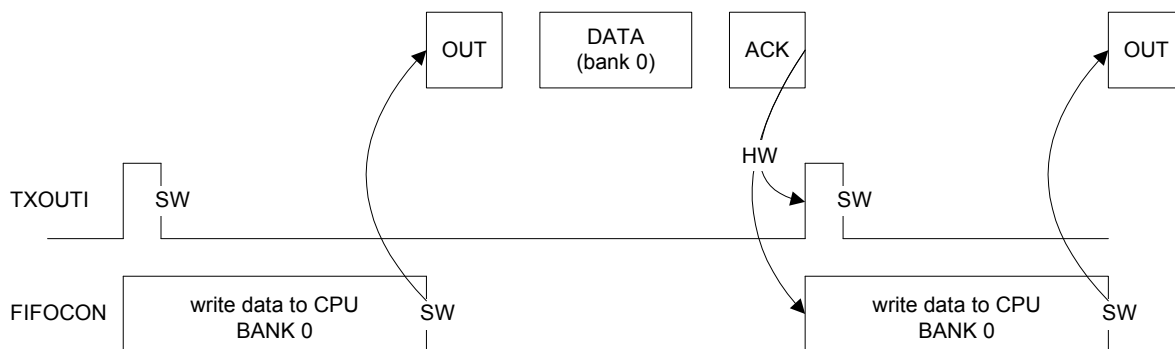 OUT
DATA
(bank 0)
ACK
OUT
HW
TXOUTI
SW
SW
FIFOCON
write data to CPU
BANK 0
SW
write data to CPU
BANK 0
SW